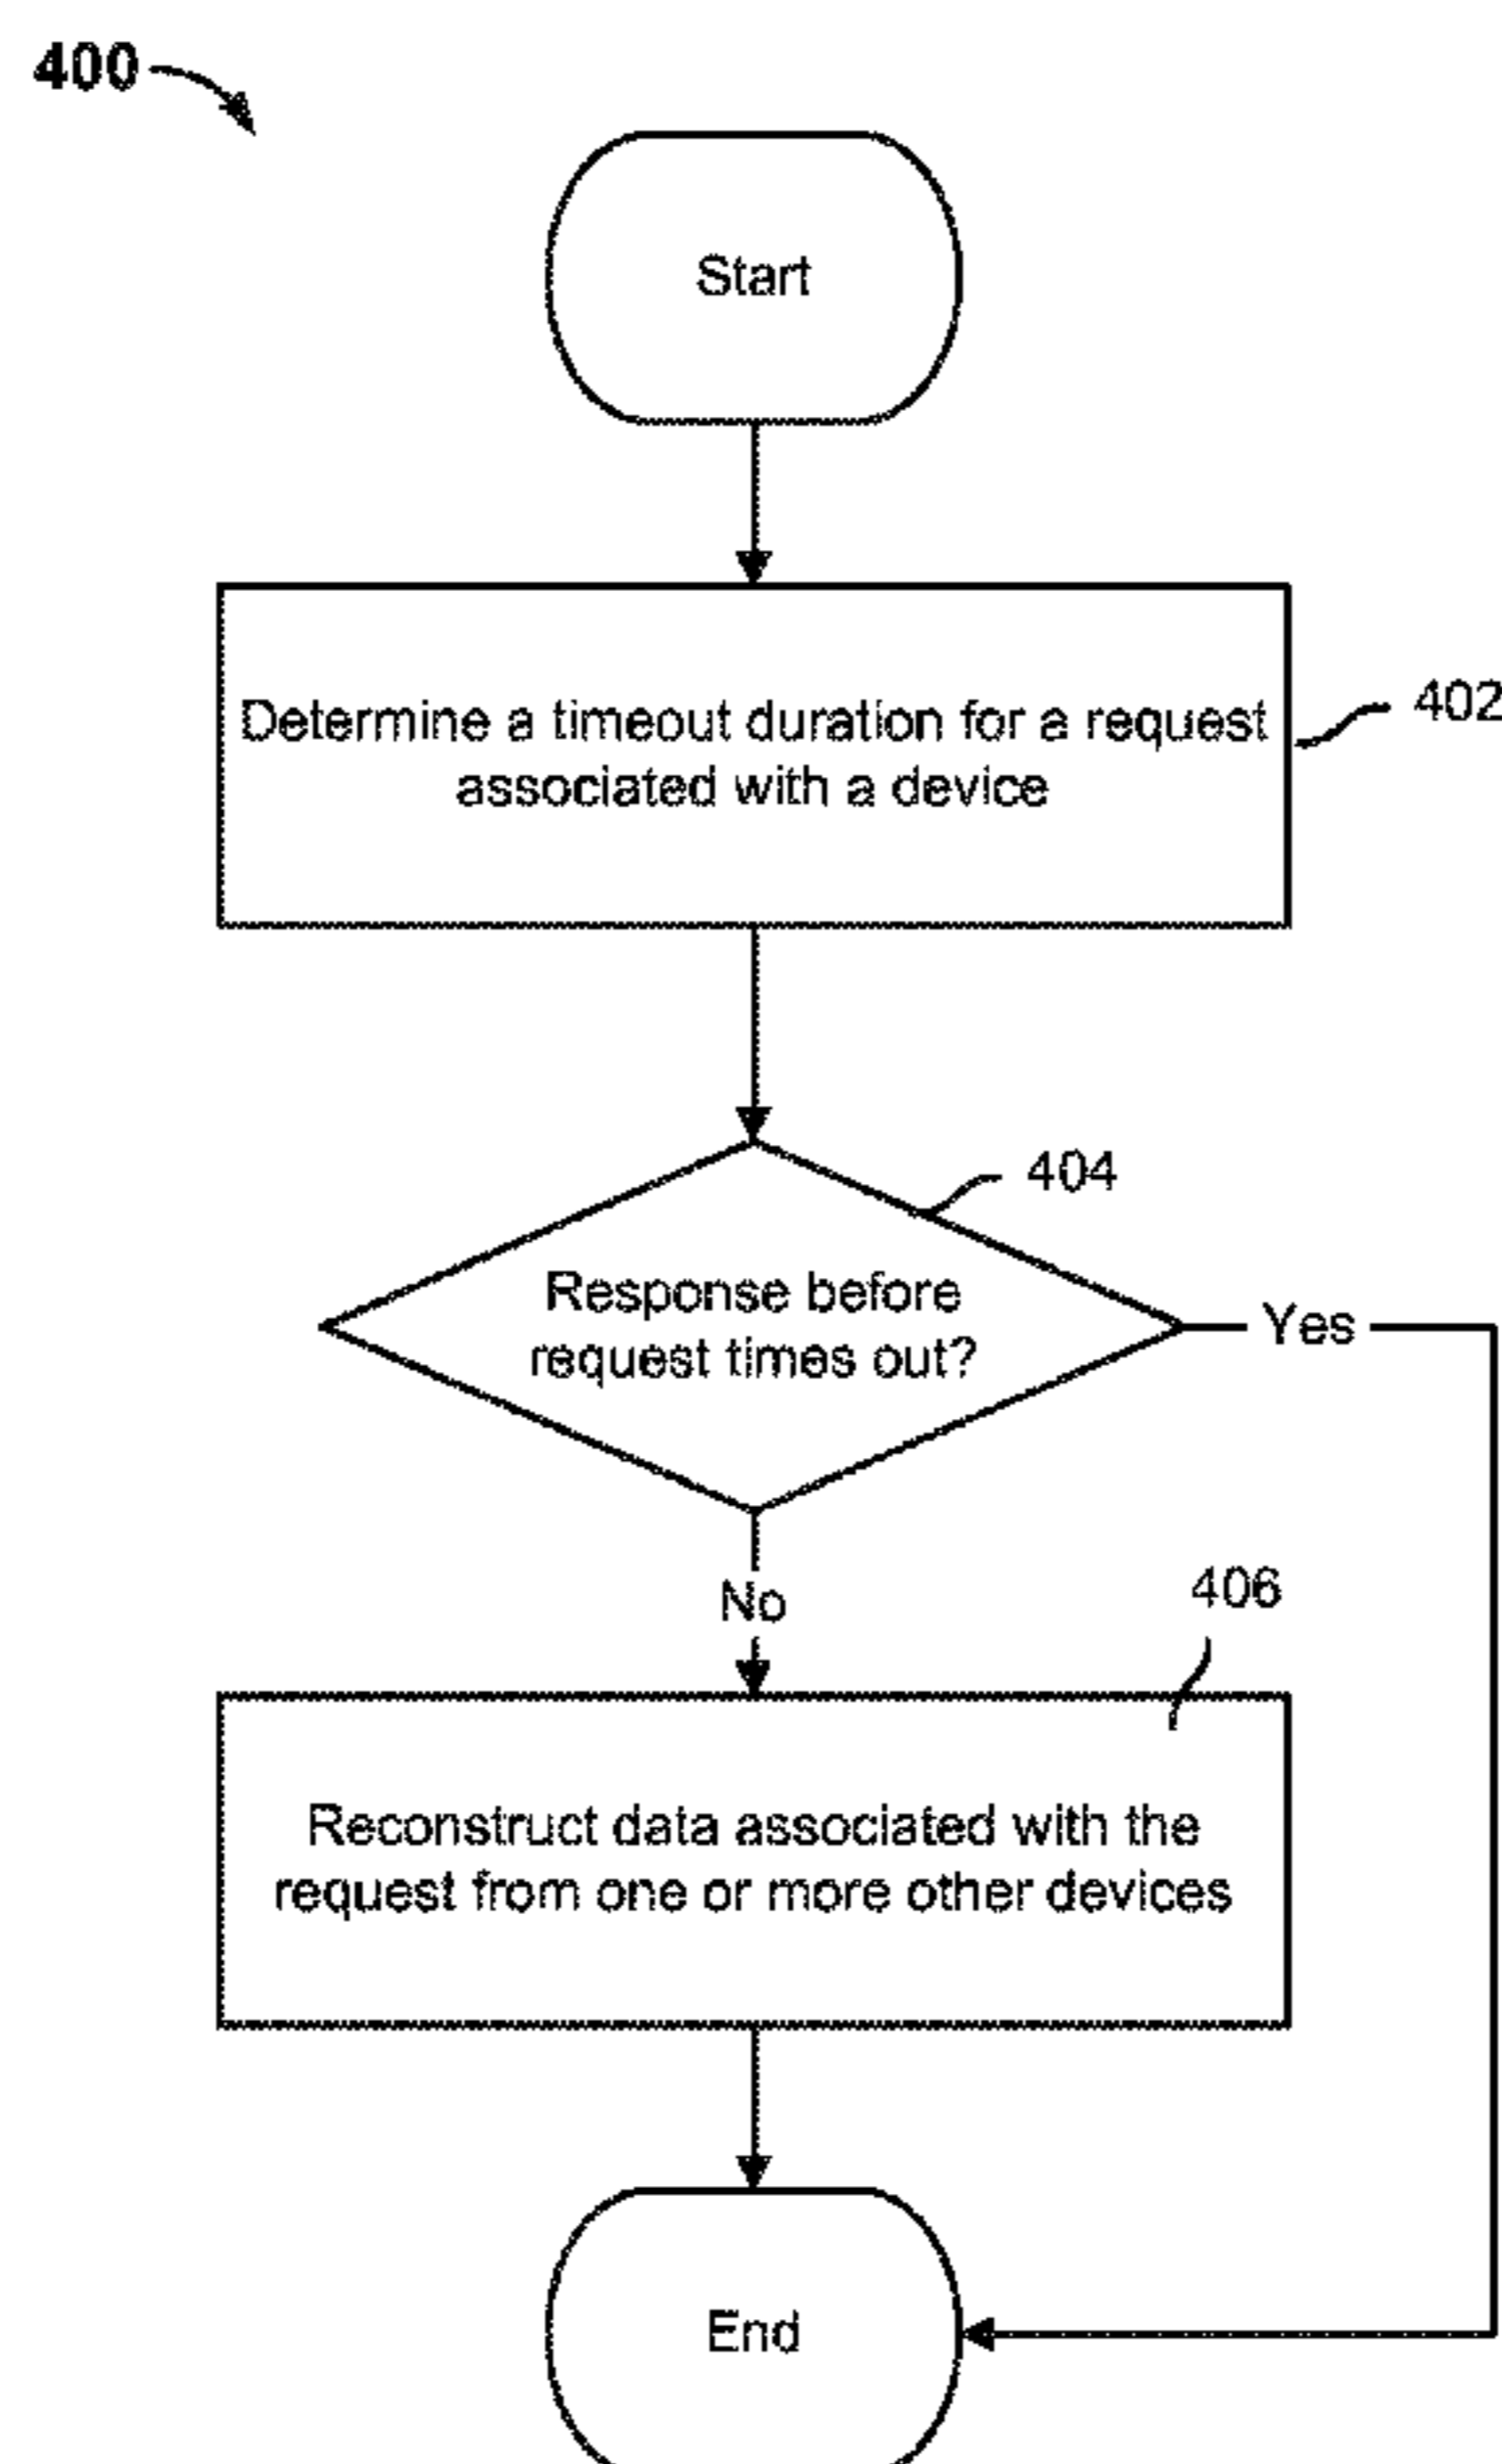 400
Start
Determine a timeout duration for a request
associated with a device
402
404
Response before
request times out?
Yes
No
406
Reconstruct data associated with the
request from one or more other devices
End